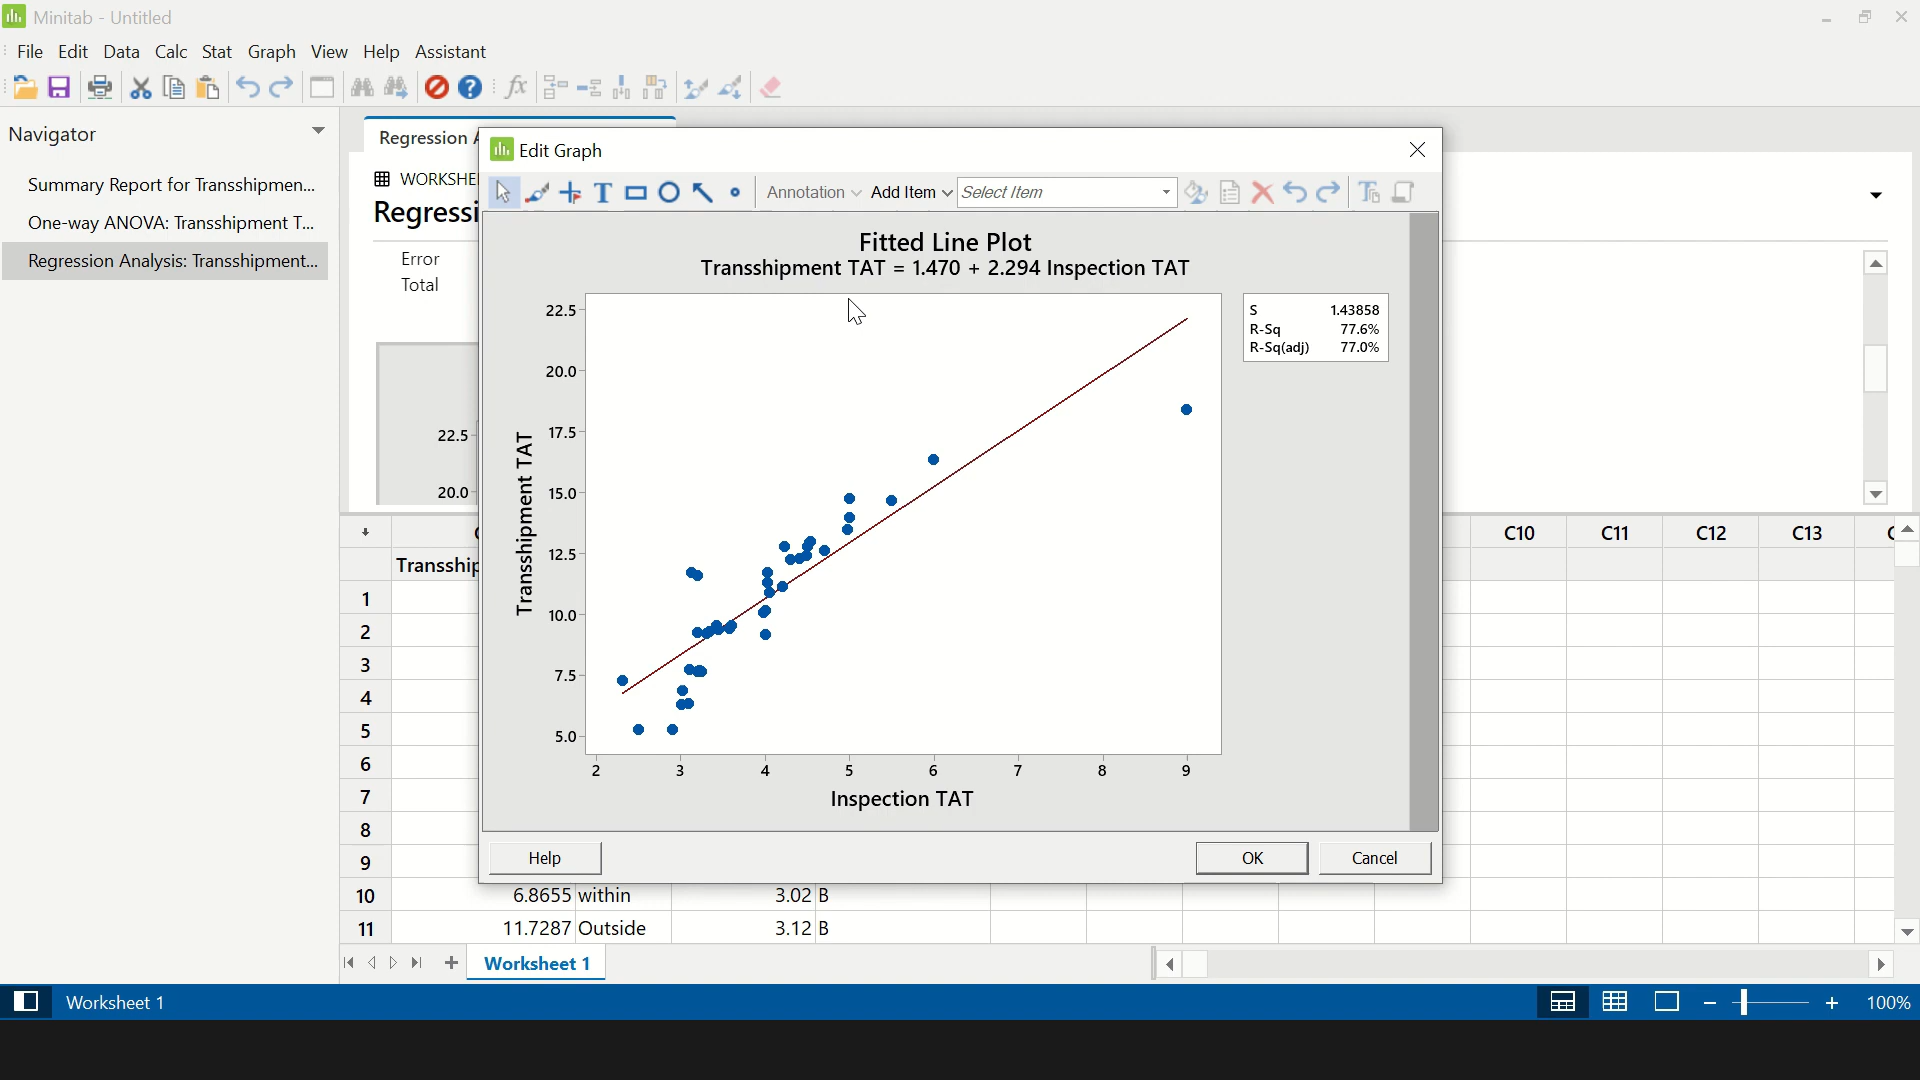 Minitab - Untitled
File Edit Data Calc Stat Graph View Help Assistant
Navigator
Summary Report for Transshipmen...
One-way ANOVA: Transshipment T...
Regression Analysis: Transshipment...
Regression A
WORKSHE
Regressi
Error
Total
22.5
20.0
Edit Graph
Annotation Add Item Select Item
Fitted Line Plot
Transshipment TAT = 1.470 + 2.294 Inspection TAT
S 1.43858
R-Sq 77.6%
R-Sq(adj) 77.0%
Transshipment TAT
22.5
20.0
17.5
15.0
12.5
10.0
7.5
5.0
2 3 4 5 6 7 8 9
Inspection TAT
Help OK Cancel
C10 C11 C12 C13
Transship
1
2
3
4
5
6
7
8
9
10 6.8655 within 3.02 B
11 11.7287 Outside 3.12 B
Worksheet 1
Worksheet 1 100%